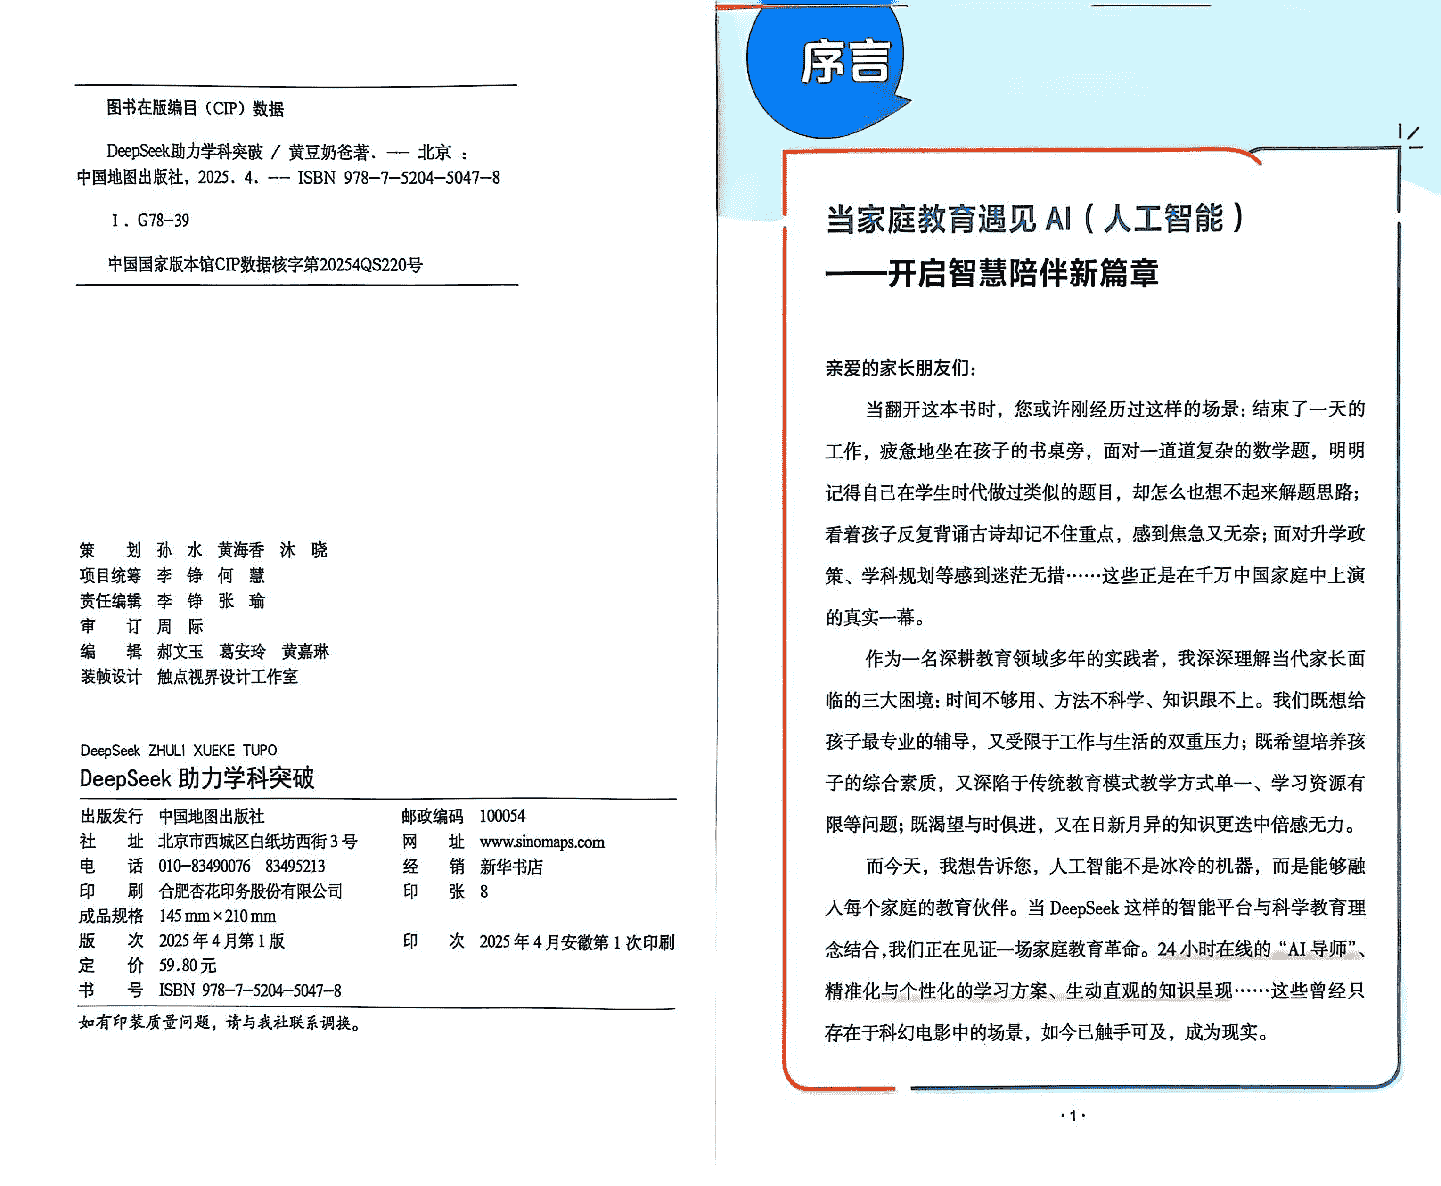 图书在版编目（CIP）数据
DeepSeek助力学科突破 / 黄豆奶爸著. —— 北京 ：
中国地图出版社，2025. 4. —— ISBN 978-7-5204-5047-8
Ⅰ. G78-39
中国国家版本馆CIP数据核字第20254QS220号
策　　划　孙　水　黄海香　沐　晓
项目统筹　李　铮　何　慧
责任编辑　李　铮　张　瑜
审　　订　周　际
编　　辑　郝文玉　葛安玲　黄嘉琳
装帧设计　触点视界设计工作室
DeepSeek ZHULI XUEKE TUPO
DeepSeek 助力学科突破
出版发行　中国地图出版社　邮政编码　100054
社　　址　北京市西城区白纸坊西街 3 号　网　　址　www.sinomaps.com
电　　话　010-83490076　83495213　经　　销　新华书店
印　　刷　合肥杏花印务股份有限公司　印　　张　8
成品规格　145 mm × 210 mm
版　　次　2025 年 4 月第 1 版　印　　次　2025 年 4 月安徽第 1 次印刷
定　　价　59.80 元
书　　号　ISBN 978-7-5204-5047-8
如有印装质量问题，请与我社联系调换。
序言
当家庭教育遇见 AI（人工智能）
——开启智慧陪伴新篇章
亲爱的家长朋友们：
当翻开这本书时，您或许刚经历过这样的场景：结束了一天的
工作，疲惫地坐在孩子的书桌旁，面对一道道复杂的数学题，明明
记得自己在学生时代做过类似的题目，却怎么也想不起来解题思路；
看着孩子反复背诵古诗却记不住重点，感到焦急又无奈；面对升学政
策、学科规划等感到迷茫无措……这些正是在千万中国家庭中上演
的真实一幕。
作为一名深耕教育领域多年的实践者，我深深理解当代家长面
临的三大困境：时间不够用、方法不科学、知识跟不上。我们既想给
孩子最专业的辅导，又受限于工作与生活的双重压力；既希望培养孩
子的综合素质，又深陷于传统教育模式教学方式单一、学习资源有
限等问题；既渴望与时俱进，又在日新月异的知识更迭中倍感无力。
而今天，我想告诉您，人工智能不是冰冷的机器，而是能够融
入每个家庭的教育伙伴。当 DeepSeek 这样的智能平台与科学教育理
念结合，我们正在见证一场家庭教育革命。24 小时在线的“AI 导师”、
精准化与个性化的学习方案、生动直观的知识呈现……这些曾经只
存在于科幻电影中的场景，如今已触手可及，成为现实。
·1·